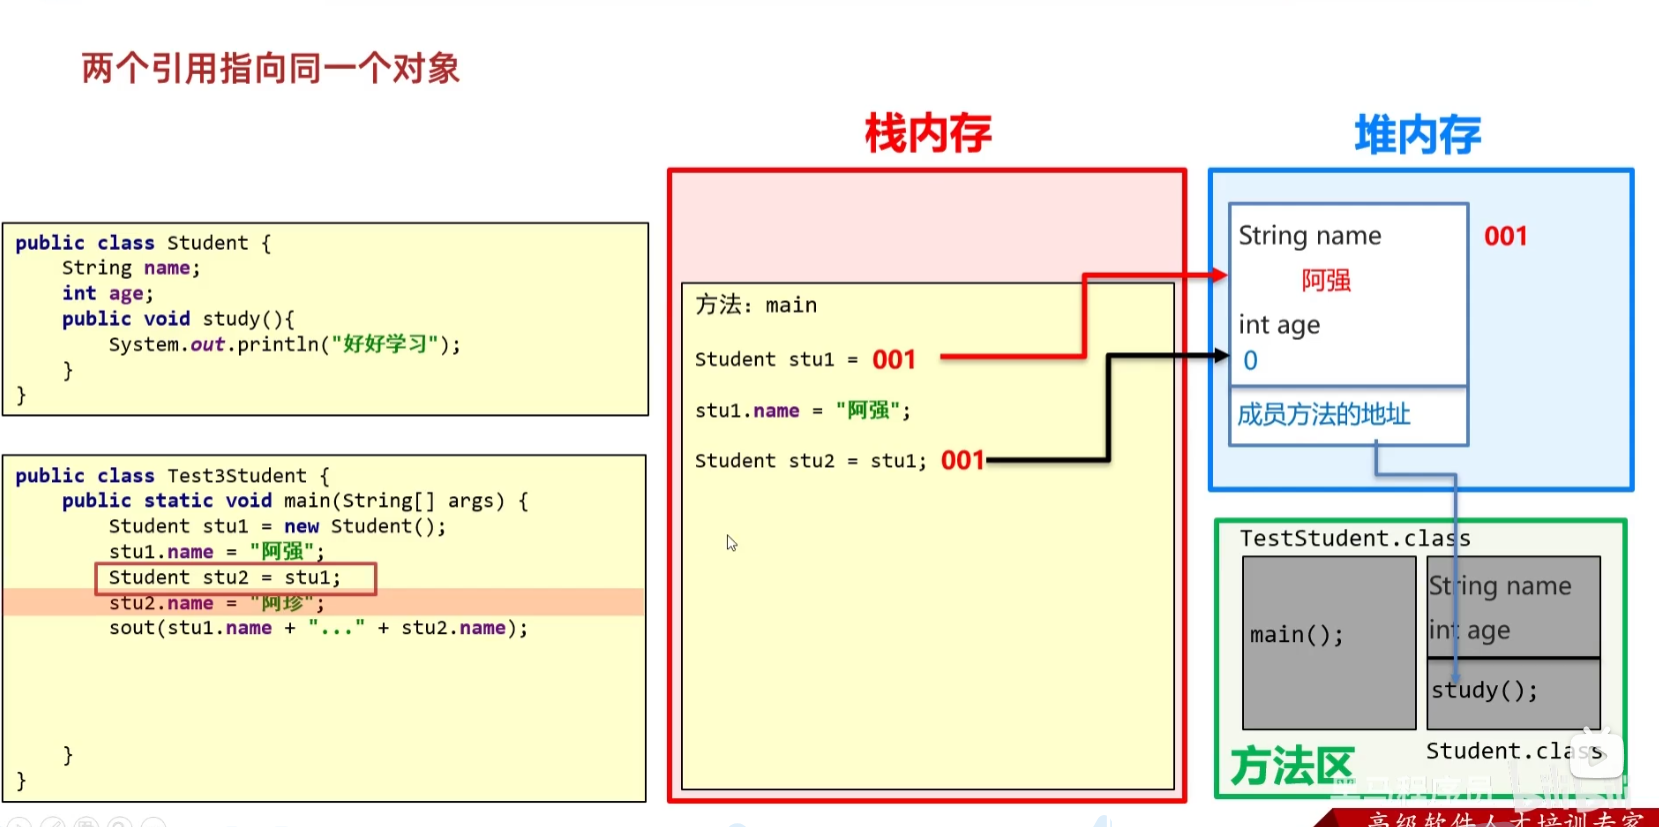 两个引用指向同一个对象
栈内存
堆内存
public class Student {
String name;
int age;
public void study(){
System.out.println("好好学习");
}
}
public class Test3Student {
public static void main(String[] args) {
Student stu1 = new Student();
stu1.name = "阿强";
Student stu2 = stu1;
stu2.name = "阿珍";
sout(stu1.name + "..." + stu2.name);
}
}
方法：main
Student stu1 = 001
stu1.name = "阿强";
Student stu2 = stu1; 001
String name
001
阿强
int age
0
成员方法的地址
TestStudent.class
main();
String name
int age
study();
Student.class
方法区
黑马程序员
bilibili
高级软件人才培训专家